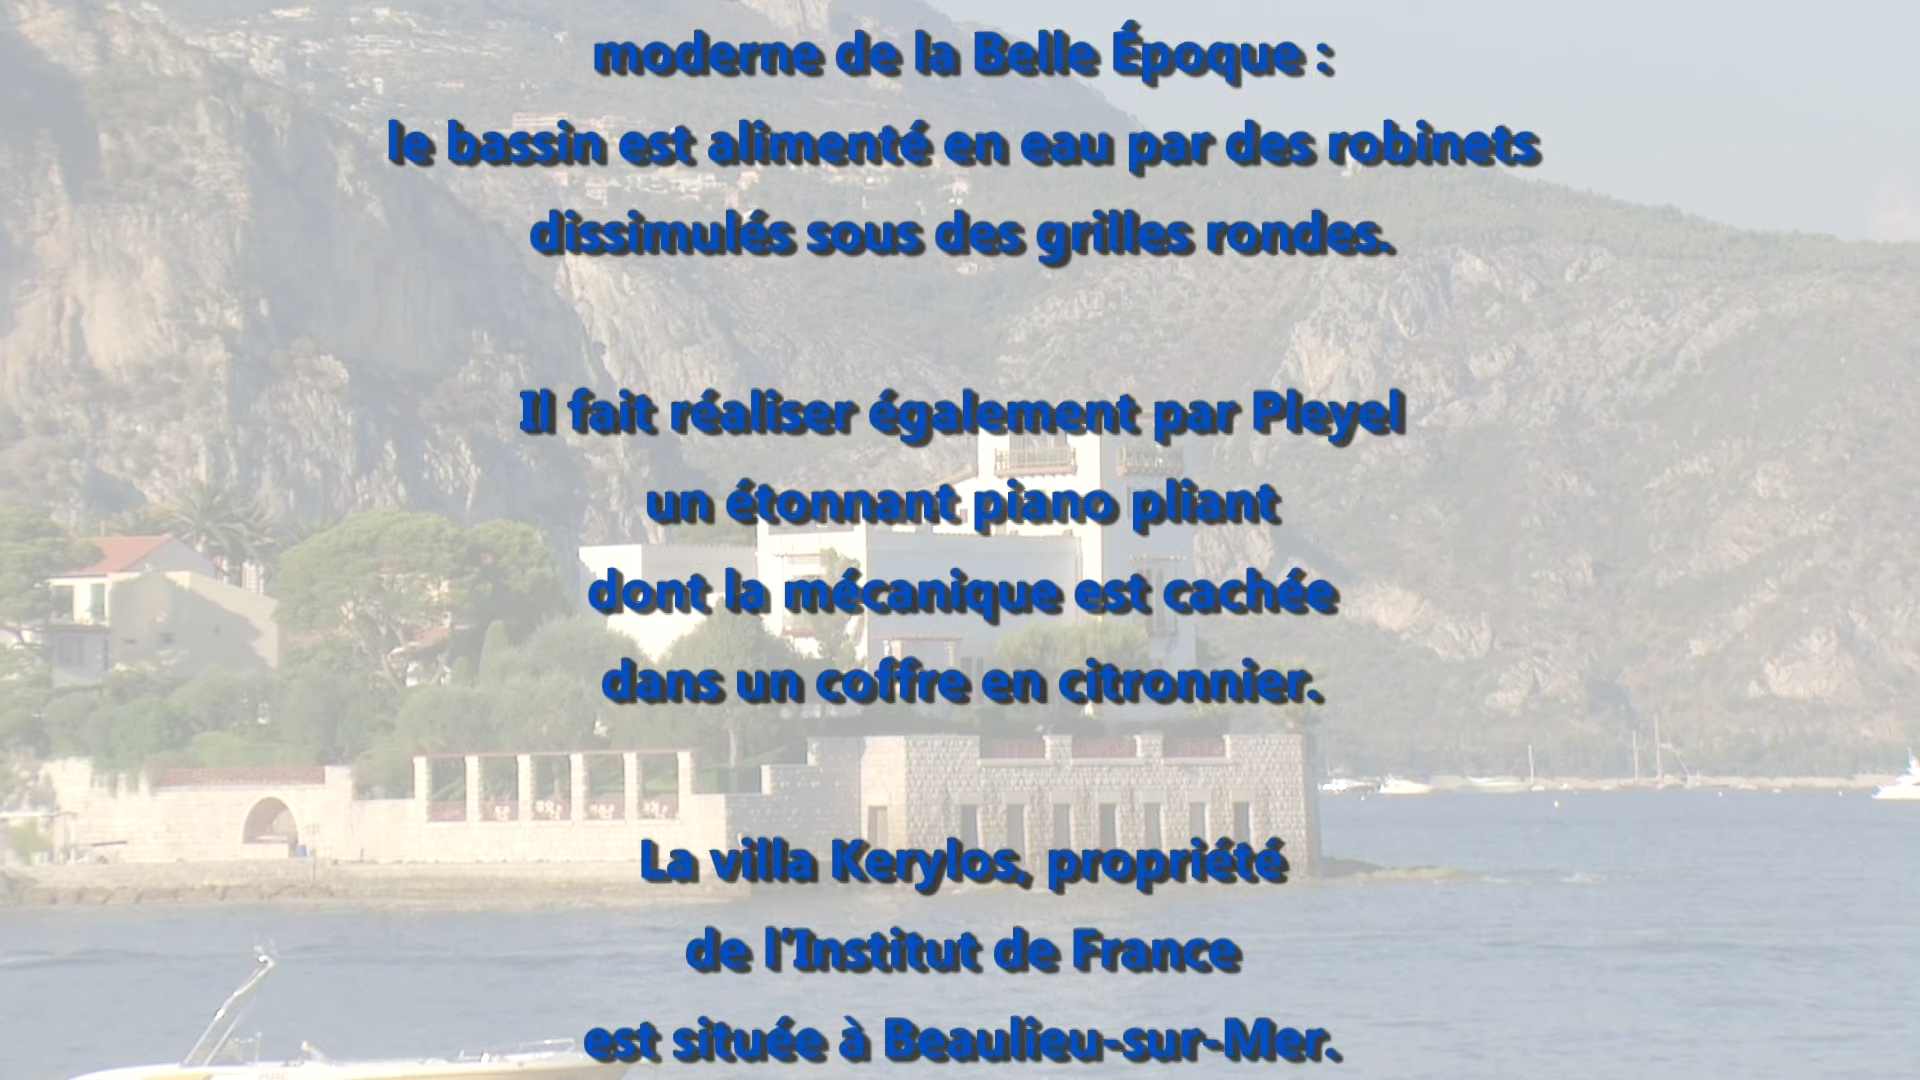 moderne de la Belle Époque :
le bassin est alimenté en eau par des robinets
dissimulés sous des grilles rondes.
Il fait réaliser également par Pleyel
un étonnant piano pliant
dont la mécanique est cachée
dans un coffre en citronnier.
La villa Kerylos, propriété
de l'Institut de France
est située à Beaulieu-sur-Mer.